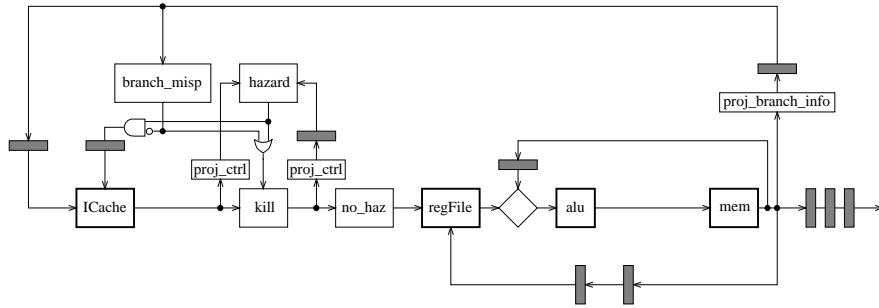 branch_misp
hazard
proj_branch_info
proj_ctrl
proj_ctrl
ICache
kill
no_haz
regFile
alu
mem